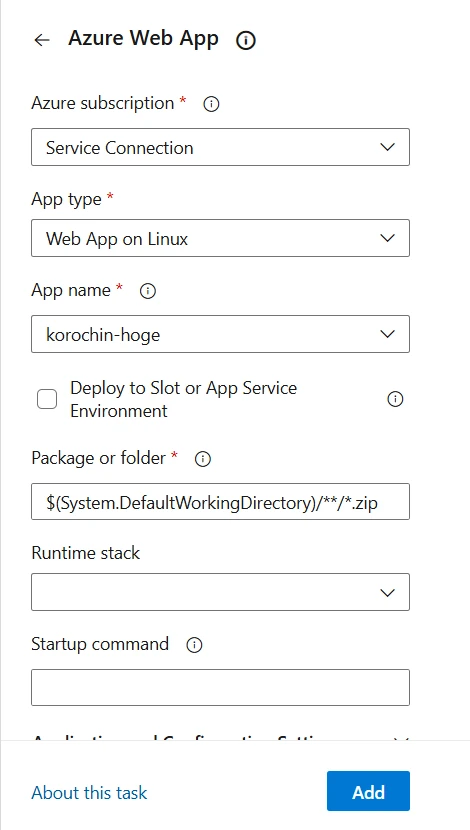 Azure Web App
Azure subscription *
Service Connection
App type *
Web App on Linux
App name *
korochin-hoge
Deploy to Slot or App Service
Environment
Package or folder *
$(System.DefaultWorkingDirectory)/**/*.zip
Runtime stack
Startup command
About this task
Add